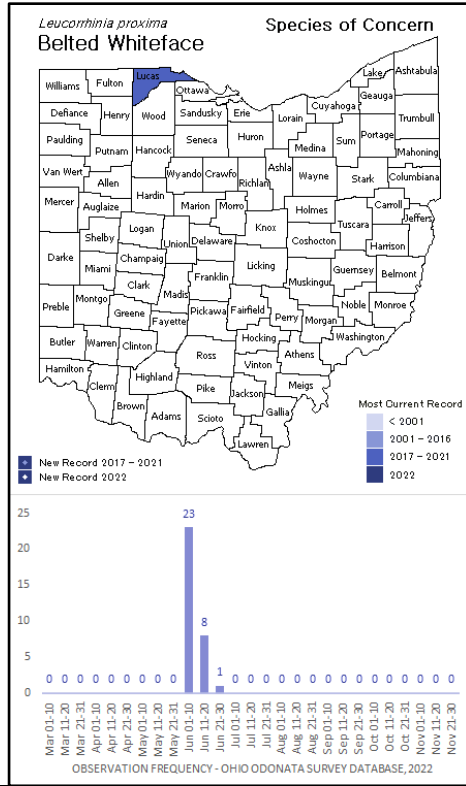 Leucorrhinia proxima
Belted Whiteface
Species of Concern
Williams Fulton Lucas Ottawa Lake Ashtabula
Geauga
Cuyahoga
Defiance Henry Wood Sandusky Erie Lorain Trumbull
Paulding Putnam Hancock Seneca Huron Medina Sum Portage Mahoning
Van Wert Allen Wyando Crawfo Richlan Ashla Wayne Stark Columbiana
Mercer Auglaize Hardin Marion Morro Holmes Carroll Jeffers
Shelby Logan Union Delaware Knox Coshocton Tuscara Harrison
Darke Miami Champaig Clark Madis Franklin Licking Muskingu Guernsey Belmont
Preble Montgo Greene Fayette Pickawa Fairfield Perry Morgan Noble Monroe
Butler Warren Clinton Ross Hocking Athens Washington
Hamilton Clerm Highland Pike Vinton Meigs
Brown Adams Scioto Jackson Gallia
Lawren
Most Current Record
< 2001
2001 - 2016
2017 - 2021
2022
New Record 2017 - 2021
New Record 2022
25
20
15
10
5
0
0 0 0 0 0 0 0 0 0 23 8 1 0 0 0 0 0 0 0 0 0 0 0 0 0 0 0
Mar 01-10
Mar 11-20
Mar 21-31
Apr 01-10
Apr 11-20
Apr 21-30
May 01-10
May 11-20
May 21-31
Jun 01-10
Jun 11-20
Jun 21-30
Jul 01-10
Jul 11-20
Jul 21-31
Aug 01-10
Aug 11-20
Aug 21-31
Sep 01-10
Sep 11-20
Sep 21-30
Oct 01-10
Oct 11-20
Oct 21-31
Nov 01-10
Nov 11-20
Nov 21-30
OBSERVATION FREQUENCY - OHIO ODONATA SURVEY DATABASE, 2022